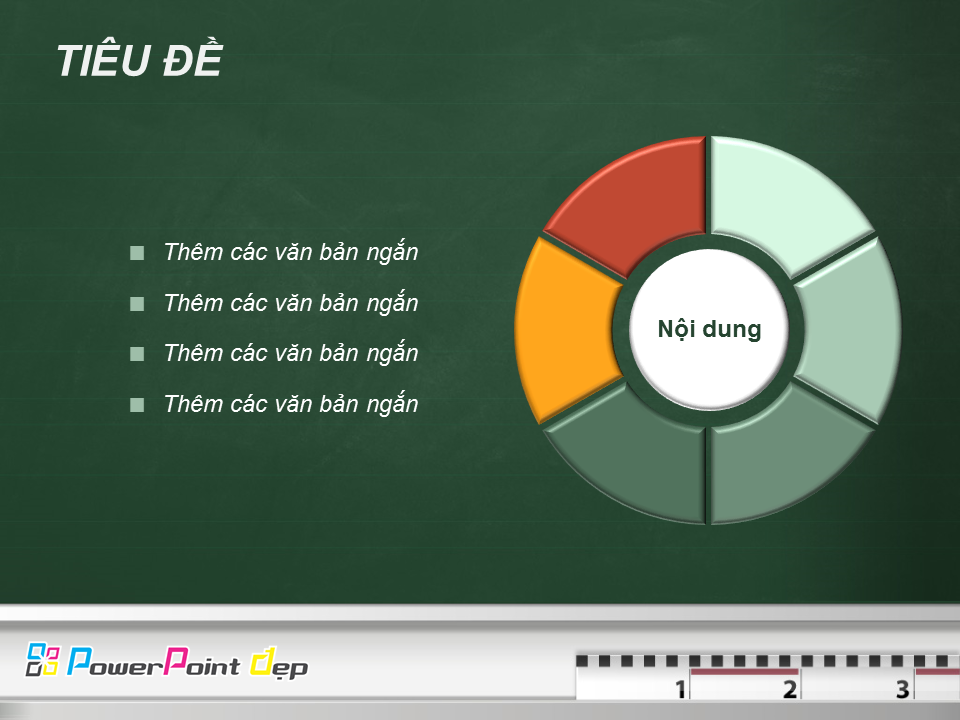 TIÊU ĐỀ
Thêm các văn bản ngắn
Thêm các văn bản ngắn
Thêm các văn bản ngắn
Thêm các văn bản ngắn
Nội dung
PowerPoint đẹp
1 2 3